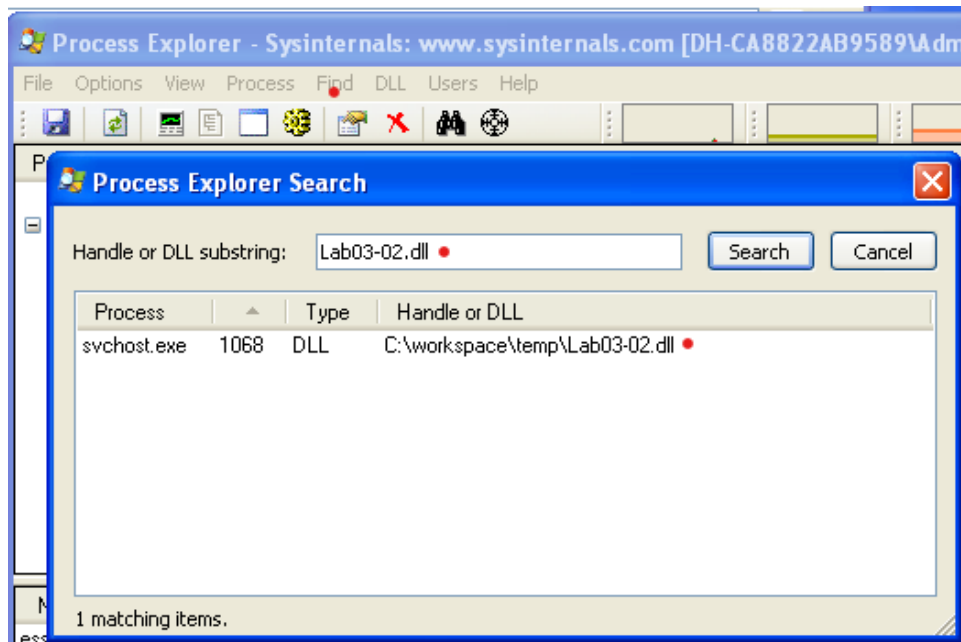 Process Explorer - Sysinternals: www.sysinternals.com [DH-CA8822AB9589\Adm
File Options View Process Find DLL Users Help
P
Process Explorer Search
Handle or DLL substring: Lab03-02.dll Search Cancel
Process Type Handle or DLL
svchost.exe 1068 DLL C:\workspace\temp\Lab03-02.dll
1 matching items.